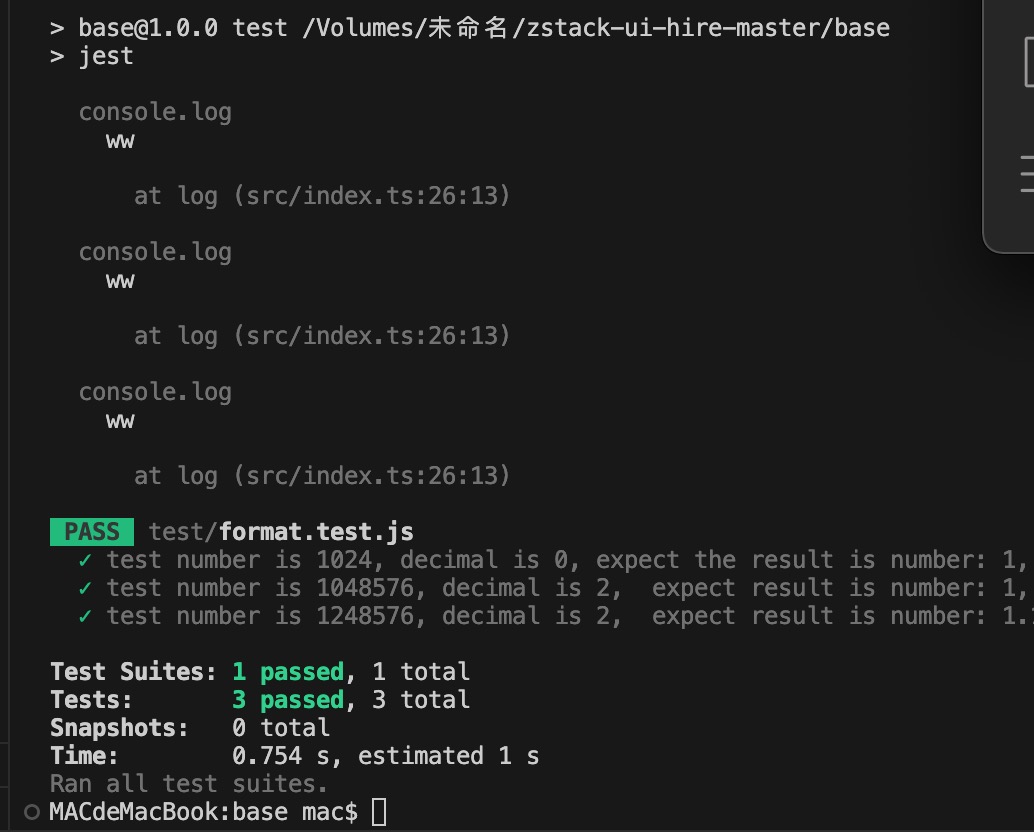 > base@1.0.0 test /Volumes/未命名/zstack-ui-hire-master/base
> jest
console.log
ww
at log (src/index.ts:26:13)
console.log
ww
at log (src/index.ts:26:13)
console.log
ww
at log (src/index.ts:26:13)
PASS test/format.test.js
✓ test number is 1024, decimal is 0, expect the result is number: 1,
✓ test number is 1048576, decimal is 2,  expect result is number: 1,
✓ test number is 1248576, decimal is 2,  expect result is number: 1.
Test Suites: 1 passed, 1 total
Tests: 3 passed, 3 total
Snapshots: 0 total
Time: 0.754 s, estimated 1 s
Ran all test suites.
MACdeMacBook:base mac$